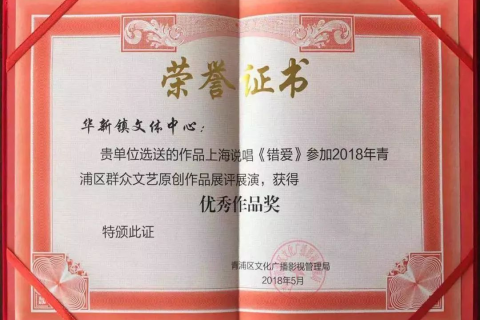 荣誉证书
华新镇文体中心：
贵单位选送的作品上海说唱《错爱》参加2018年青
浦区群众文艺原创作品展评展演，获得
优秀作品奖
特颁此证
青浦区文化广播影视管理局
2018年5月